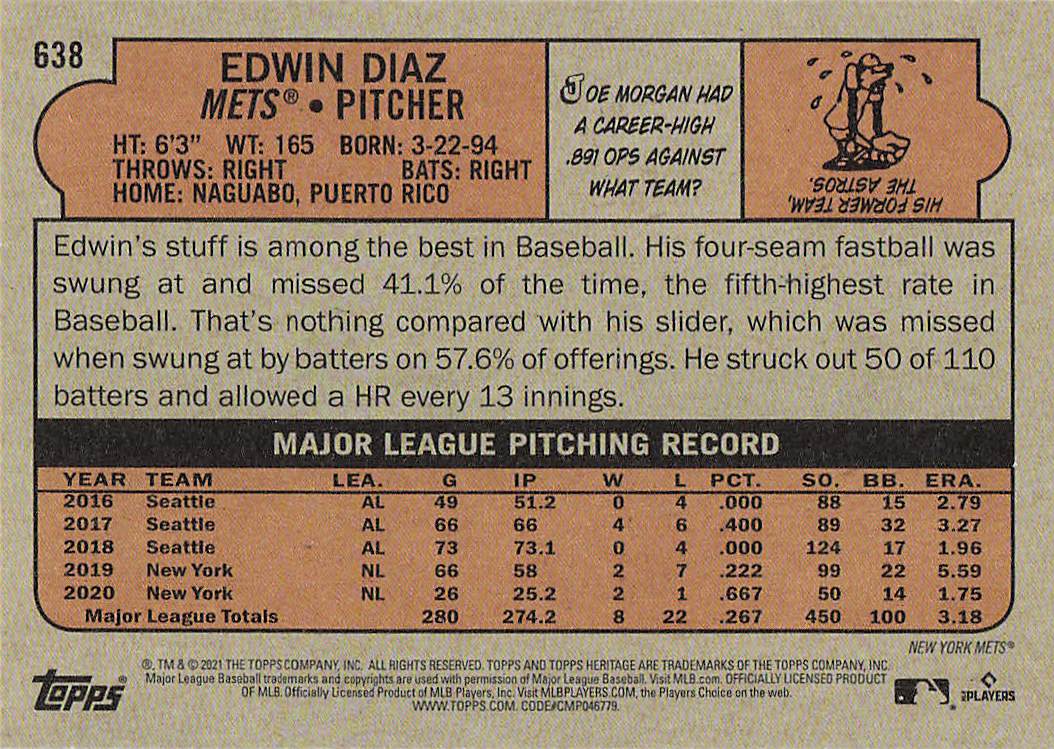 638
EDWIN DIAZ
METS® • PITCHER
HT: 6'3" WT: 165 BORN: 3-22-94
THROWS: RIGHT BATS: RIGHT
HOME: NAGUABO, PUERTO RICO
JOE MORGAN HAD
A CAREER-HIGH
.891 OPS AGAINST
WHAT TEAM?
HIS FORMER TEAM,
THE ASTROS.
Edwin's stuff is among the best in Baseball. His four-seam fastball was
swung at and missed 41.1% of the time, the fifth-highest rate in
Baseball. That's nothing compared with his slider, which was missed
when swung at by batters on 57.6% of offerings. He struck out 50 of 110
batters and allowed a HR every 13 innings.
MAJOR LEAGUE PITCHING RECORD
YEAR TEAM LEA. G IP W L PCT. SO. BB. ERA.
2016 Seattle AL 49 51.2 0 4 .000 88 15 2.79
2017 Seattle AL 66 66 4 6 .400 89 32 3.27
2018 Seattle AL 73 73.1 0 4 .000 124 17 1.96
2019 New York NL 66 58 2 7 .222 99 22 5.59
2020 New York NL 26 25.2 2 1 .667 50 14 1.75
Major League Totals 280 274.2 8 22 .267 450 100 3.18
NEW YORK METS®
®, TM & © 2021 THE TOPPS COMPANY, INC. ALL RIGHTS RESERVED. TOPPS AND TOPPS HERITAGE ARE TRADEMARKS OF THE TOPPS COMPANY, INC.
Major League Baseball trademarks and copyrights are used with permission of Major League Baseball. Visit MLB.com. OFFICIALLY LICENSED PRODUCT
OF MLB. Officially Licensed Product of MLB Players, Inc. Visit MLBPLAYERS.COM, the Players Choice on the web.
WWW.TOPPS.COM. CODE#CMP046779.
topps®
MLB PLAYERS